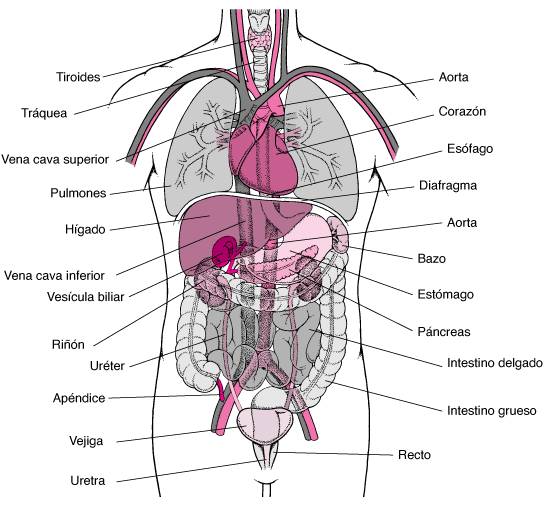 Tiroides
Tráquea
Vena cava superior
Pulmones
Hígado
Vena cava inferior
Vesícula biliar
Riñón
Uréter
Apéndice
Vejiga
Uretra
Aorta
Corazón
Esófago
Diafragma
Aorta
Bazo
Estómago
Páncreas
Intestino delgado
Intestino grueso
Recto